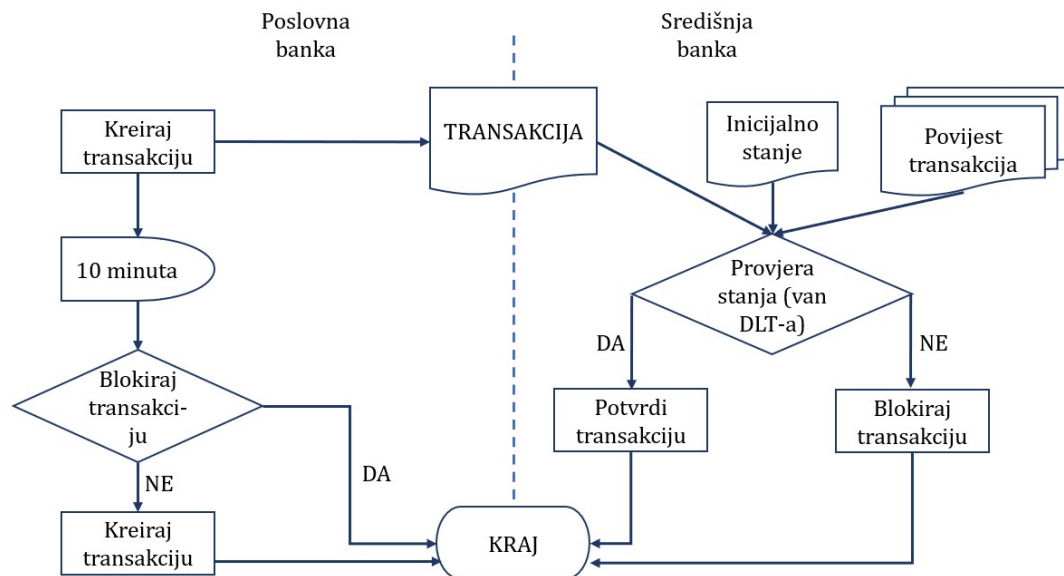 Poslovna
banka
Središnja
banka
Kreiraj
transakciju
TRANSAKCIJA
Inicijalno
stanje
Povijest
transakcija
10 minuta
Provjera
stanja (van
DLT-a)
DA
NE
Blokiraj
transakci-
ju
Potvrdi
transakciju
Blokiraj
transakciju
NE
DA
Kreiraj
transakciju
KRAJ